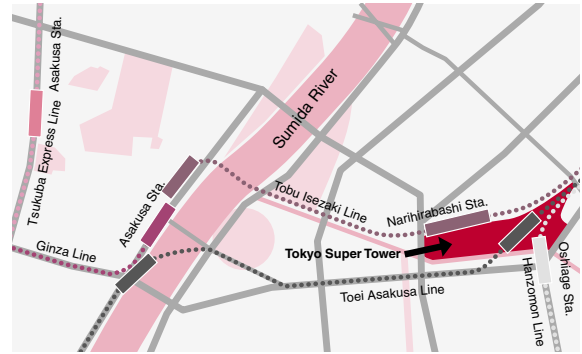 Asakusa Sta.
Tsukuba Express Line
Sumida River
Asakusa Sta.
Tobu Isezaki Line
Narihirabashi Sta.
Ginza Line
Tokyo Super Tower
Toei Asakusa Line
Oshiage Sta.
Hanzomon Line